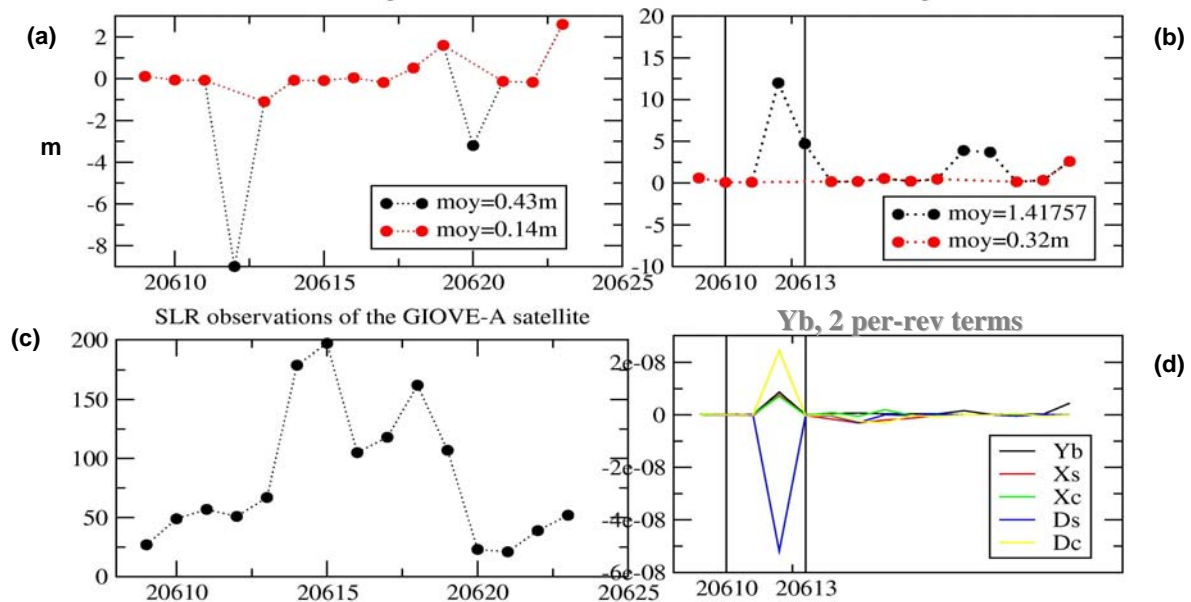 (a)
2
0
-2
-4
-6
-8
m
moy=0.43m
moy=0.14m
20610 20615 20620 20625
(b)
20
15
10
5
0
-5
-10
moy=1.41757
moy=0.32m
20610 20613
(c)
SLR observations of the GIOVE-A satellite
200
150
100
50
0
20610 20615 20620 20625
(d)
Yb, 2 per-rev terms
2e-08
0
-2e-08
-4e-08
-6e-08
Yb
Xs
Xc
Ds
Dc
20610 20613